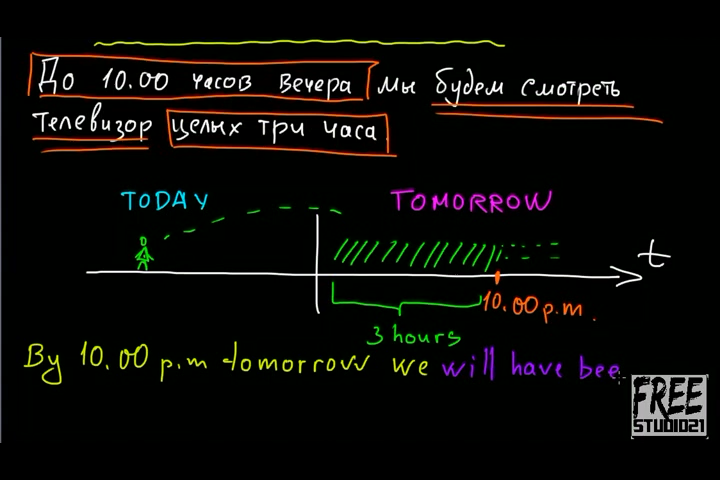 До 10.00 часов вечера мы будем смотреть
телевизор целых три часа
TODAY TOMORROW
t
10.00 p.m.
3 hours
By 10.00 p.m tomorrow we will have bee
FREE
STUDIO21